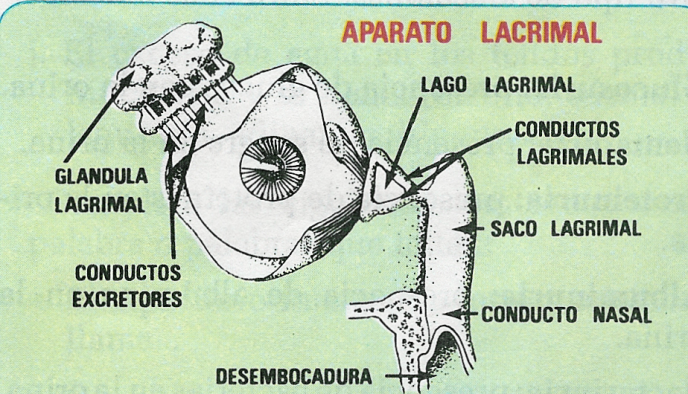 APARATO LACRIMAL
LAGO LAGRIMAL
CONDUCTOS
LAGRIMALES
GLANDULA
LAGRIMAL
SACO LAGRIMAL
CONDUCTOS
EXCRETORES
CONDUCTO NASAL
DESEMBOCADURA